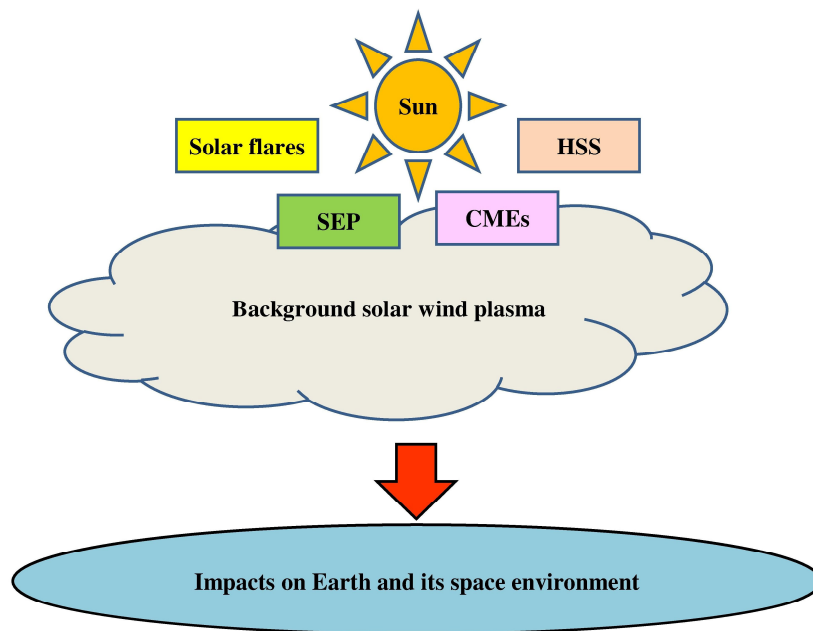 Sun
Solar flares
HSS
SEP
CMEs
Background solar wind plasma
Impacts on Earth and its space environment